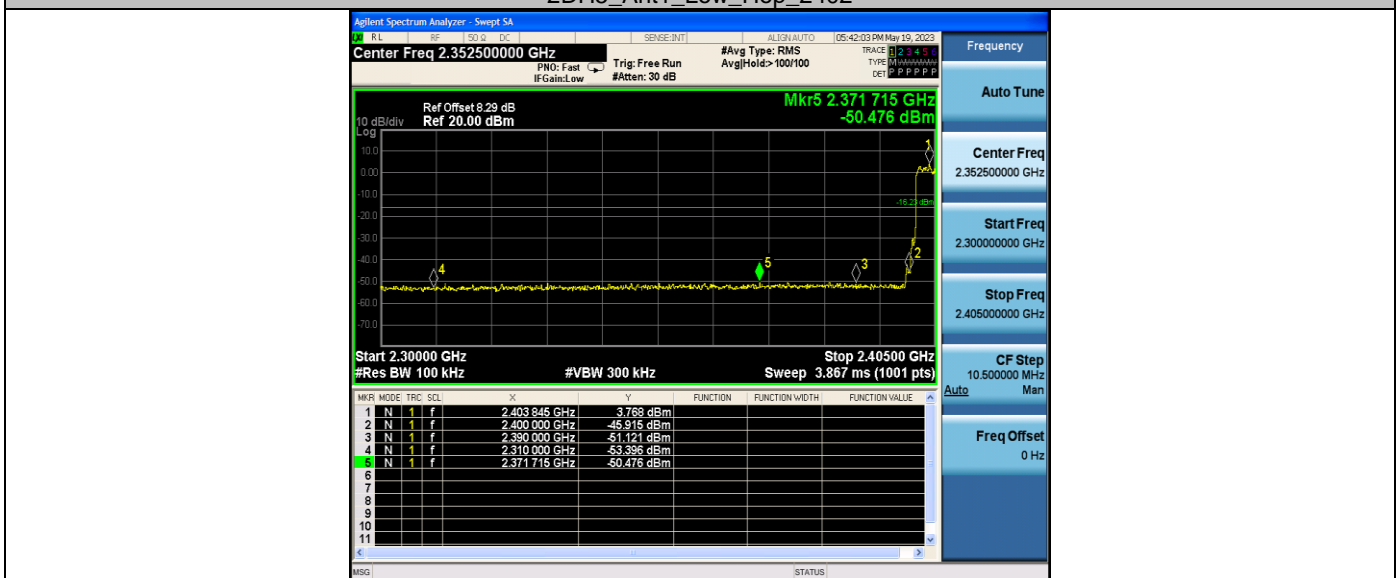 2DH5_Ant1_Low_Hop_2402
Agilent Spectrum Analyzer - Swept SA
RL RF 50 Ω DC SENSE:INT ALIGN AUTO 05:42:03 PM May 19, 2023
Center Freq 2.352500000 GHz
PNO: Fast
IFGain:Low
Trig: Free Run
#Atten: 30 dB
#Avg Type: RMS
Avg|Hold:> 100/100
TRACE 1 2 3 4 5 6
TYPE M
DET P P P P P P
Mkr5 2.371 715 GHz
-50.476 dBm
Ref Offset 8.29 dB
10 dB/div Ref 20.00 dBm
Log
10.0
0.00
-10.0
-20.0
-30.0
-40.0
-50.0
-60.0
-70.0
-16.23 dBm
1
2
3
4
5
Start 2.30000 GHz Stop 2.40500 GHz
#Res BW 100 kHz #VBW 300 kHz Sweep 3.867 ms (1001 pts)
MKR MODE TRC SCL X Y FUNCTION FUNCTION WIDTH FUNCTION VALUE
1 N 1 f 2.403 845 GHz 3.768 dBm
2 N 1 f 2.400 000 GHz -45.915 dBm
3 N 1 f 2.390 000 GHz -51.121 dBm
4 N 1 f 2.310 000 GHz -53.396 dBm
5 N 1 f 2.371 715 GHz -50.476 dBm
6
7
8
9
10
11
MSG STATUS
Frequency
Auto Tune
Center Freq
2.352500000 GHz
Start Freq
2.300000000 GHz
Stop Freq
2.405000000 GHz
CF Step
10.500000 MHz
Auto Man
Freq Offset
0 Hz